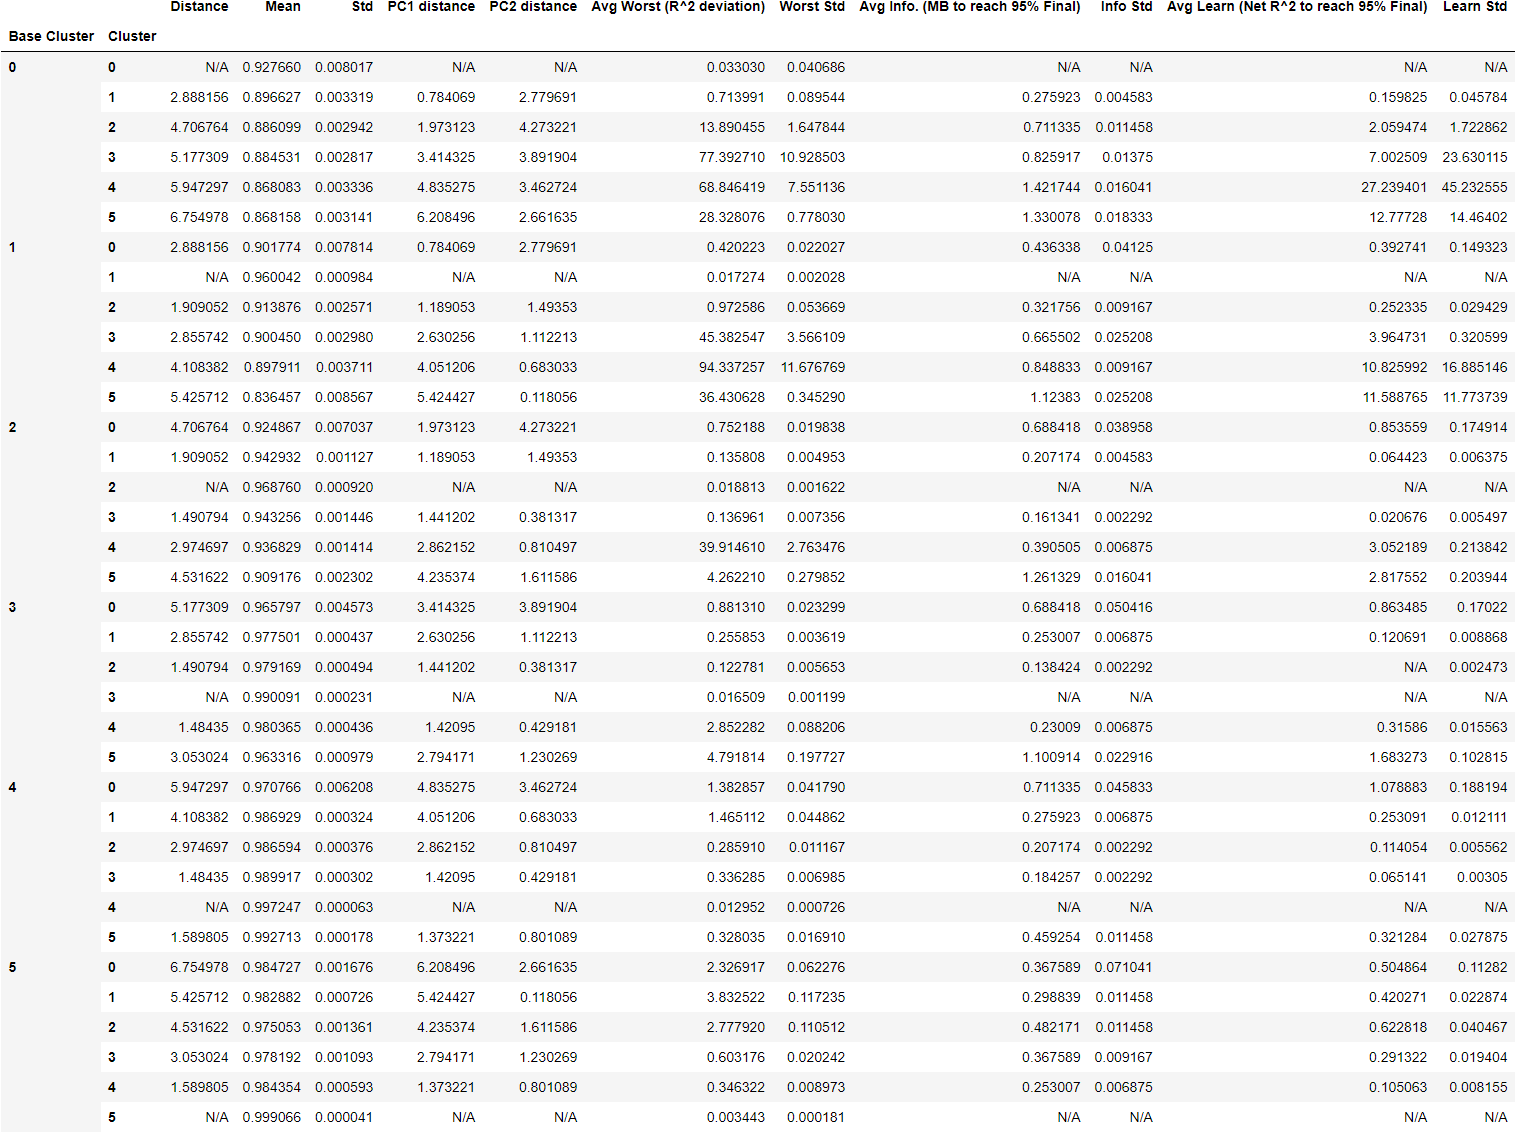 Distance Mean Std PC1 distance PC2 distance Avg Worst (R^2 deviation) Worst Std Avg Info. (MB to reach 95% Final) Info Std Avg Learn (Net R^2 to reach 95% Final) Learn Std
Base Cluster Cluster
0 0 N/A 0.927660 0.008017 N/A N/A 0.033030 0.040686 N/A N/A N/A N/A
1 2.888156 0.896627 0.003319 0.784069 2.779691 0.713991 0.089544 0.275923 0.004583 0.159825 0.045784
2 4.706764 0.886099 0.002942 1.973123 4.273221 13.890455 1.647844 0.711335 0.011458 2.059474 1.722862
3 5.177309 0.884531 0.002817 3.414325 3.891904 77.392710 10.928503 0.825917 0.01375 7.002509 23.630115
4 5.947297 0.868083 0.003336 4.835275 3.462724 68.846419 7.551136 1.421744 0.016041 27.239401 45.232555
5 6.754978 0.868158 0.003141 6.208496 2.661635 28.328076 0.778030 1.330078 0.018333 12.77728 14.46402
1 0 2.888156 0.901774 0.007814 0.784069 2.779691 0.420223 0.022027 0.436338 0.04125 0.392741 0.149323
1 N/A 0.960042 0.000984 N/A N/A 0.017274 0.002028 N/A N/A N/A N/A
2 1.909052 0.913876 0.002571 1.189053 1.49353 0.972586 0.053669 0.321756 0.009167 0.252335 0.029429
3 2.855742 0.900450 0.002980 2.630256 1.112213 45.382547 3.566109 0.665502 0.025208 3.964731 0.320599
4 4.108382 0.897911 0.003711 4.051206 0.683033 94.337257 11.676769 0.848833 0.009167 10.825992 16.885146
5 5.425712 0.836457 0.008567 5.424427 0.118056 36.430628 0.345290 1.12383 0.025208 11.588765 11.773739
2 0 4.706764 0.924867 0.007037 1.973123 4.273221 0.752188 0.019838 0.688418 0.038958 0.853559 0.174914
1 1.909052 0.942932 0.001127 1.189053 1.49353 0.135808 0.004953 0.207174 0.004583 0.064423 0.006375
2 N/A 0.968760 0.000920 N/A N/A 0.018813 0.001622 N/A N/A N/A N/A
3 1.490794 0.943256 0.001446 1.441202 0.381317 0.136961 0.007356 0.161341 0.002292 0.020676 0.005497
4 2.974697 0.936829 0.001414 2.862152 0.810497 39.914610 2.763476 0.390505 0.006875 3.052189 0.213842
5 4.531622 0.909176 0.002302 4.235374 1.611586 4.262210 0.279852 1.261329 0.016041 2.817552 0.203944
3 0 5.177309 0.965797 0.004573 3.414325 3.891904 0.881310 0.023299 0.688418 0.050416 0.863485 0.17022
1 2.855742 0.977501 0.000437 2.630256 1.112213 0.255853 0.003619 0.253007 0.006875 0.120691 0.008868
2 1.490794 0.979169 0.000494 1.441202 0.381317 0.122781 0.005653 0.138424 0.002292 N/A 0.002473
3 N/A 0.990091 0.000231 N/A N/A 0.016509 0.001199 N/A N/A N/A N/A
4 1.48435 0.980365 0.000436 1.42095 0.429181 2.852282 0.088206 0.23009 0.006875 0.31586 0.015563
5 3.053024 0.963316 0.000979 2.794171 1.230269 4.791814 0.197727 1.100914 0.022916 1.683273 0.102815
4 0 5.947297 0.970766 0.006208 4.835275 3.462724 1.382857 0.041790 0.711335 0.045833 1.078883 0.188194
1 4.108382 0.986929 0.000324 4.051206 0.683033 1.465112 0.044862 0.275923 0.006875 0.253091 0.012111
2 2.974697 0.986594 0.000376 2.862152 0.810497 0.285910 0.011167 0.207174 0.002292 0.114054 0.005562
3 1.48435 0.989917 0.000302 1.42095 0.429181 0.336285 0.006985 0.184257 0.002292 0.065141 0.00305
4 N/A 0.997247 0.000063 N/A N/A 0.012952 0.000726 N/A N/A N/A N/A
5 1.589805 0.992713 0.000178 1.373221 0.801089 0.328035 0.016910 0.459254 0.011458 0.321284 0.027875
5 0 6.754978 0.984727 0.001676 6.208496 2.661635 2.326917 0.062276 0.367589 0.071041 0.504864 0.11282
1 5.425712 0.982882 0.000726 5.424427 0.118056 3.832522 0.117235 0.298839 0.011458 0.420271 0.022874
2 4.531622 0.975053 0.001361 4.235374 1.611586 2.777920 0.110512 0.482171 0.011458 0.622818 0.040467
3 3.053024 0.978192 0.001093 2.794171 1.230269 0.603176 0.020242 0.367589 0.009167 0.291322 0.019404
4 1.589805 0.984354 0.000593 1.373221 0.801089 0.346322 0.008973 0.253007 0.006875 0.105063 0.008155
5 N/A 0.999066 0.000041 N/A N/A 0.003443 0.000181 N/A N/A N/A N/A